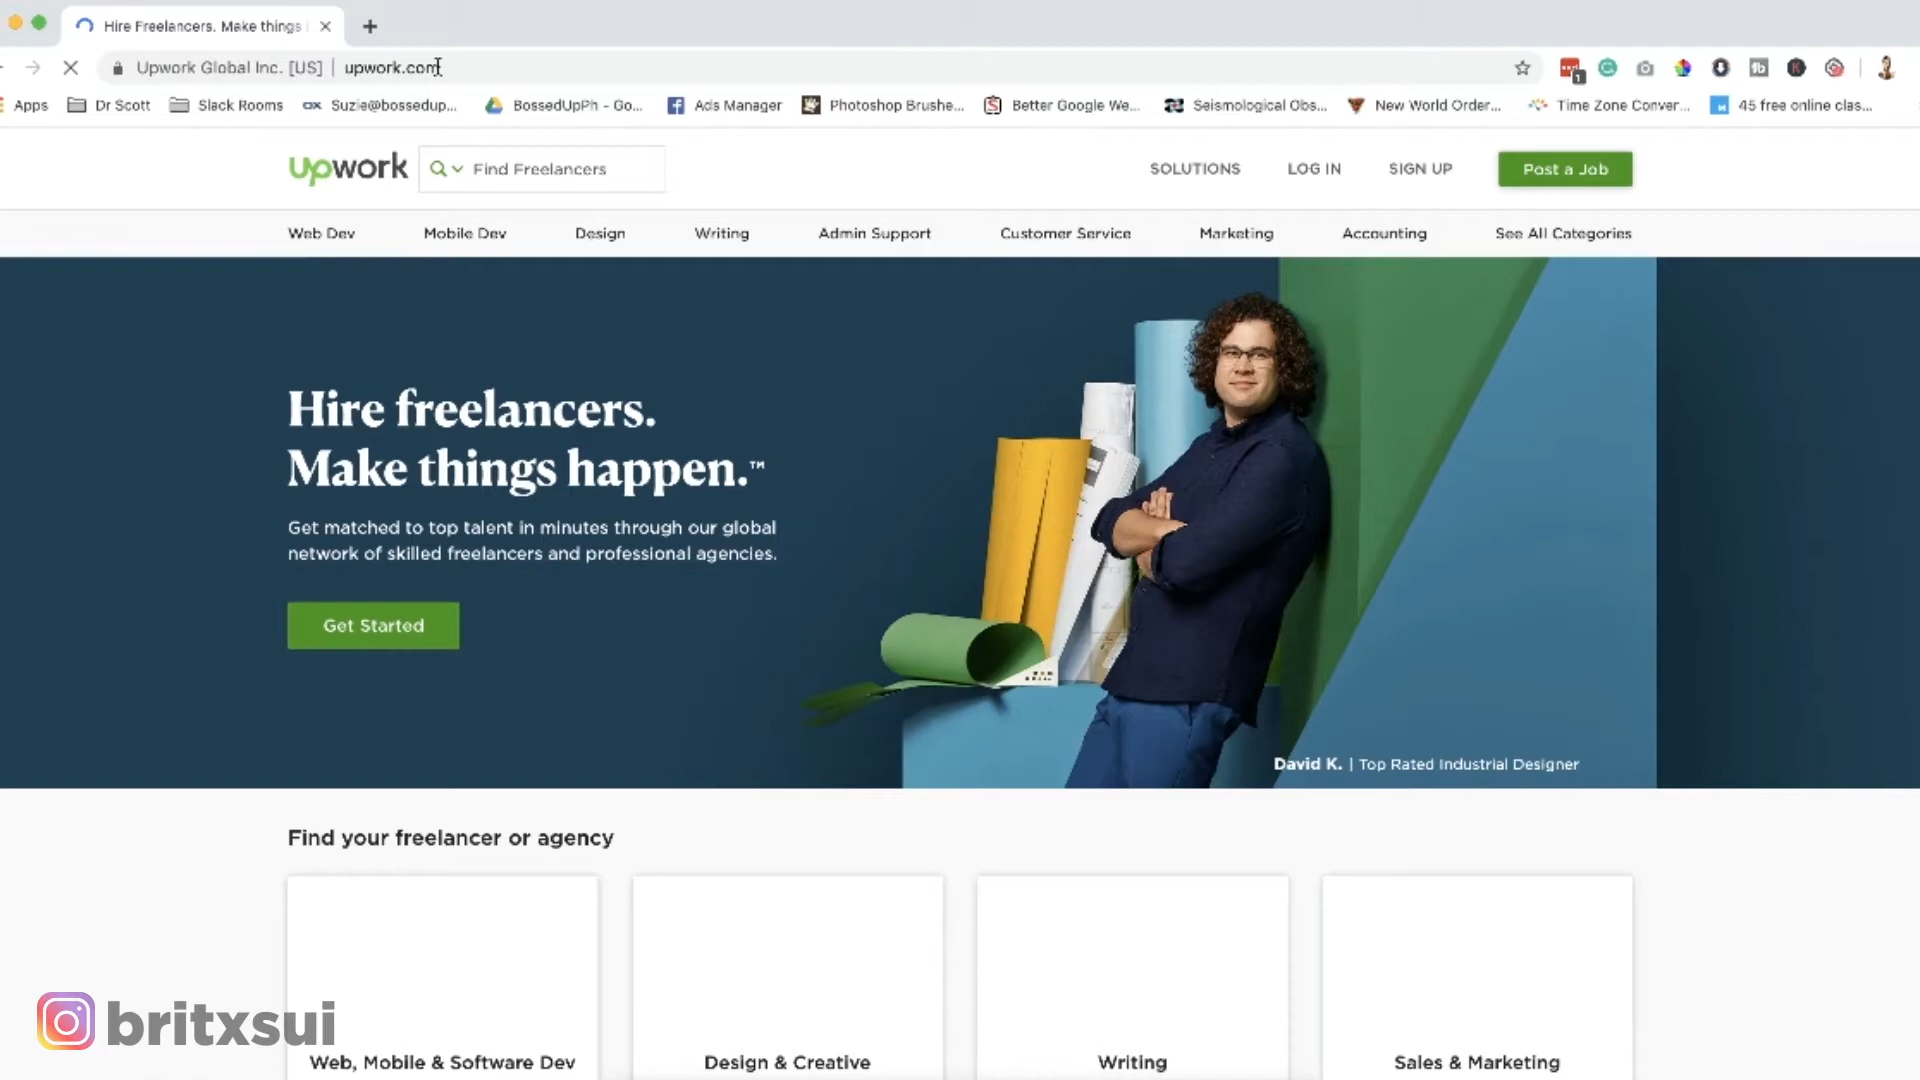 Hire Freelancers. Make things
Upwork Global Inc. [US] | upwork.com
1
Apps Dr Scott Slack Rooms Suzie@bossedup... BossedUpPh - Go... Ads Manager Photoshop Brushe... Better Google We... Seismological Obs... New World Order... Time Zone Conver... 45 free online clas...
upwork Find Freelancers SOLUTIONS LOG IN SIGN UP Post a Job
Web Dev Mobile Dev Design Writing Admin Support Customer Service Marketing Accounting See All Categories
Hire freelancers.
Make things happen.™
Get matched to top talent in minutes through our global
network of skilled freelancers and professional agencies.
Get Started
David K. | Top Rated Industrial Designer
Find your freelancer or agency
britxsui
Web, Mobile & Software Dev Design & Creative Writing Sales & Marketing